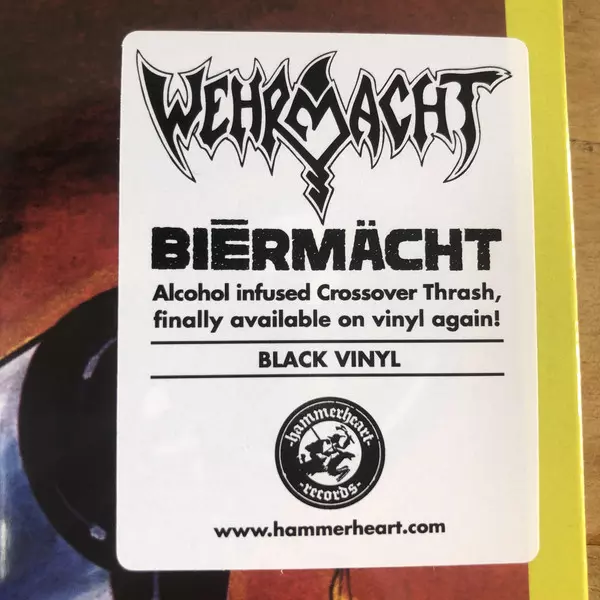 WEHRMACHT
BIĒRMÄCHT
Alcohol infused Crossover Thrash,
finally available on vinyl again!
BLACK VINYL
-hammerheart-
-records-
www.hammerheart.com